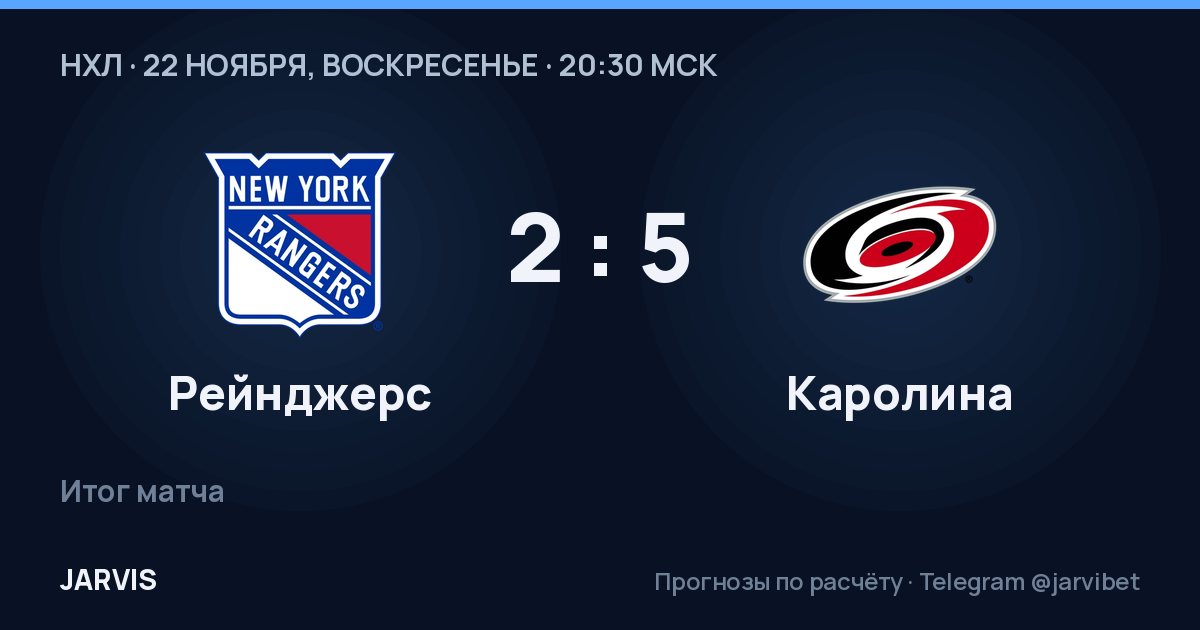 НХЛ · 22 НОЯБРЯ, ВОСКРЕСЕНЬЕ · 20:30 МСК
NEW YORK
RANGERS
2 : 5
Рейнджерс
Каролина
Итог матча
JARVIS
Прогнозы по расчёту · Telegram @jarvibet